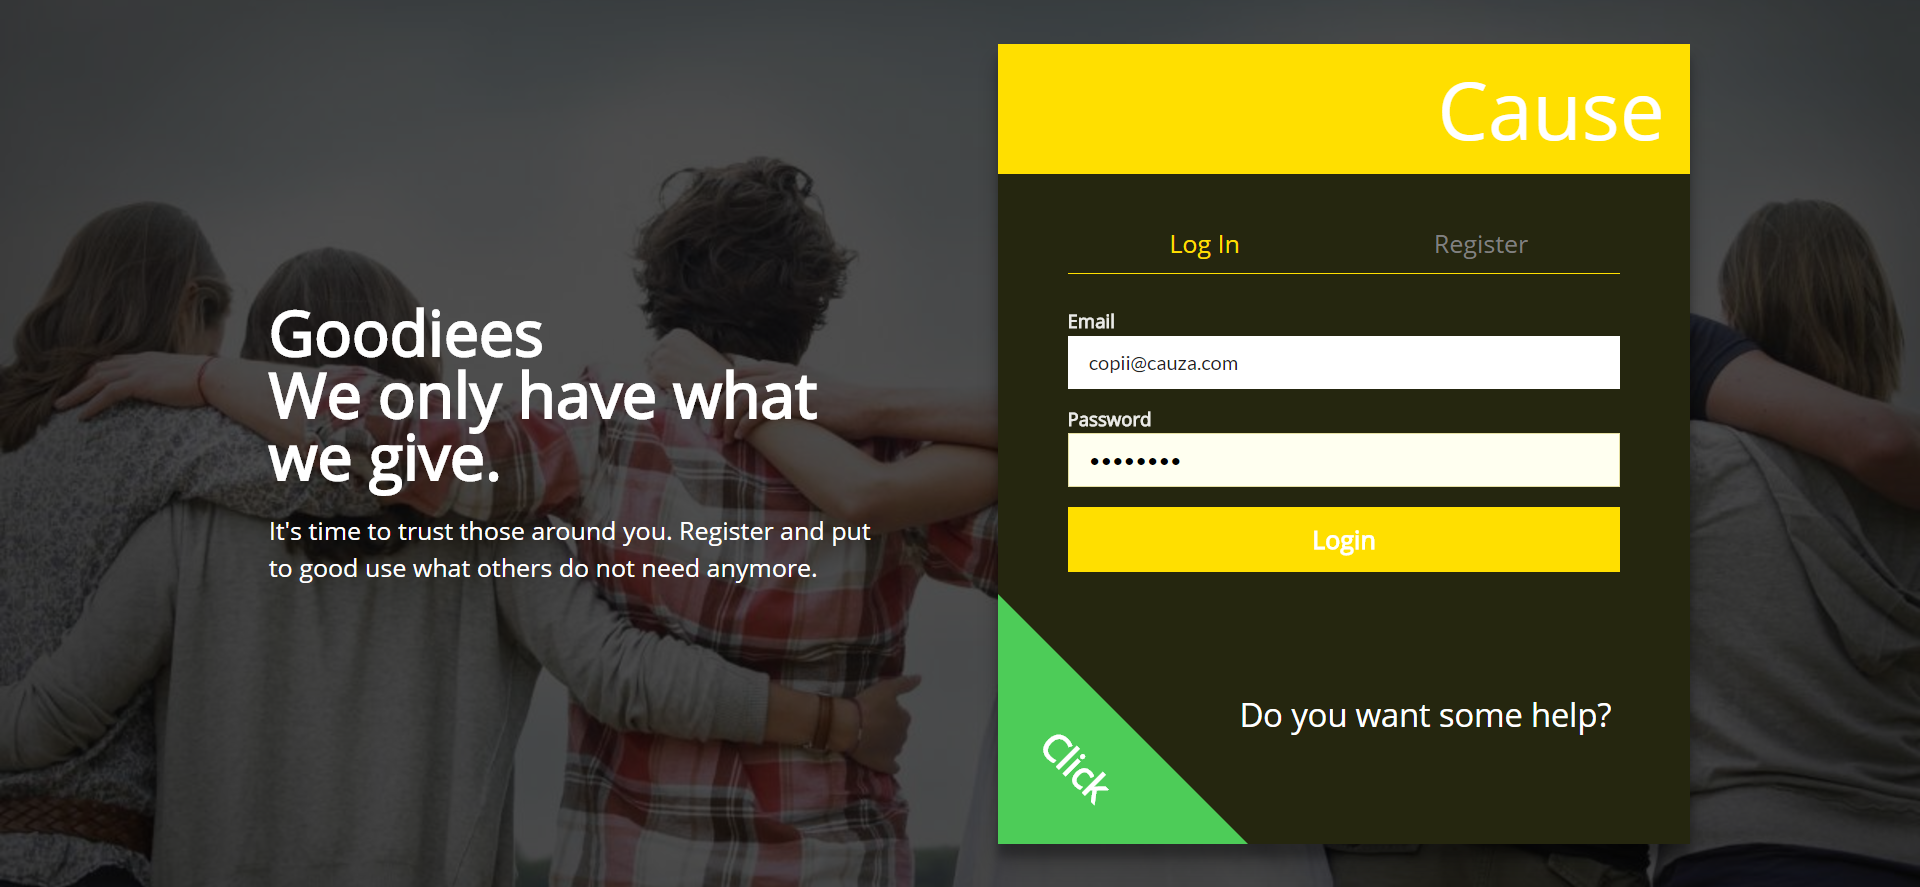 Goodiees
We only have what
we give.
It's time to trust those around you. Register and put
to good use what others do not need anymore.
Cause
Log In
Register
Email
copii@cauza.com
Password
••••••••
Login
Do you want some help?
Click